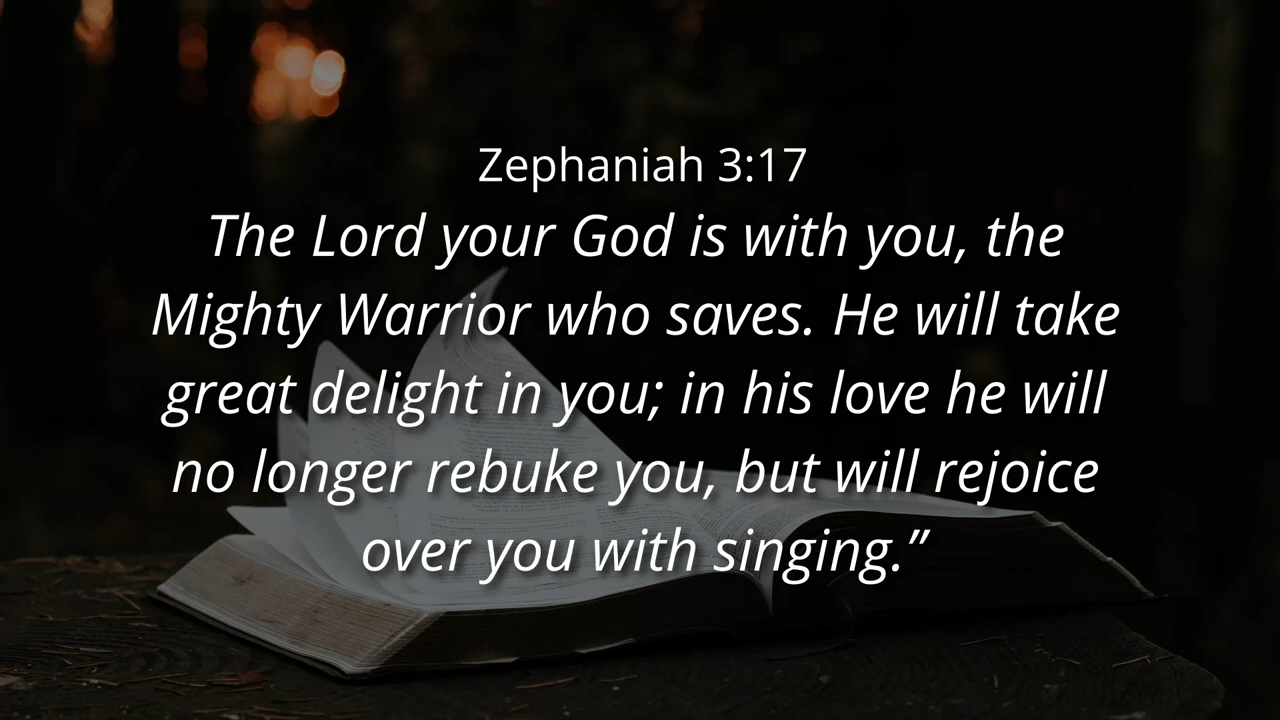 Zephaniah 3:17
The Lord your God is with you, the
Mighty Warrior who saves. He will take
great delight in you; in his love he will
no longer rebuke you, but will rejoice
over you with singing.”